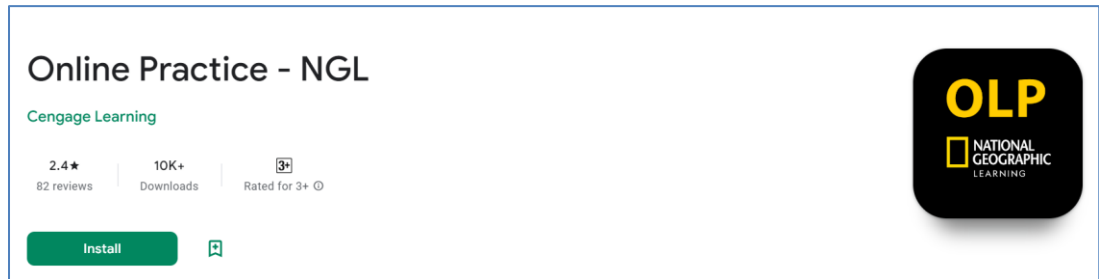 Online Practice - NGL
Cengage Learning
2.4★ 10K+ 3+
82 reviews Downloads Rated for 3+ ⓘ
Install
OLP
NATIONAL
GEOGRAPHIC
LEARNING